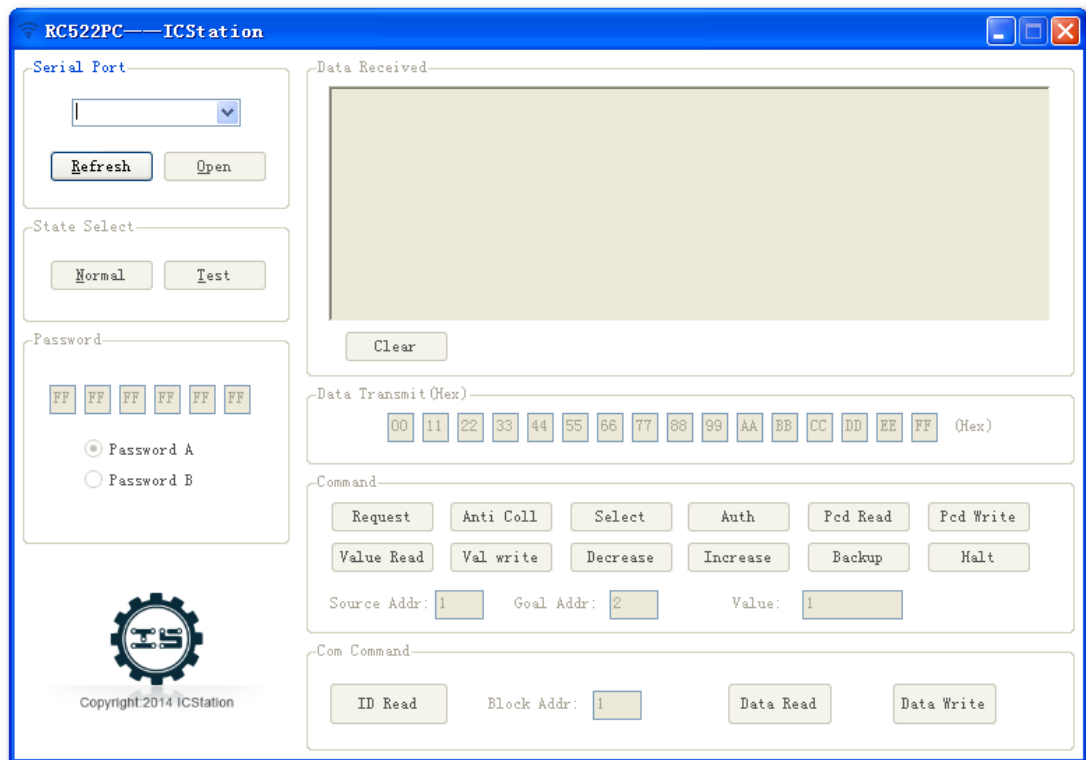 RC522PC——ICStation
Serial Port
Refresh Open
State Select
Normal Test
Password
FF FF FF FF FF FF
Password A
Password B
IS
Copyright:2014 ICStation
Data Received
Clear
Data Transmit(Hex)
00 11 22 33 44 55 66 77 88 99 AA BB CC DD EE FF (Hex)
Command
Request Anti Coll Select Auth Pcd Read Pcd Write
Value Read Val write Decrease Increase Backup Halt
Source Addr: 1 Goal Addr: 2 Value: 1
Com Command
ID Read Block Addr: 1 Data Read Data Write